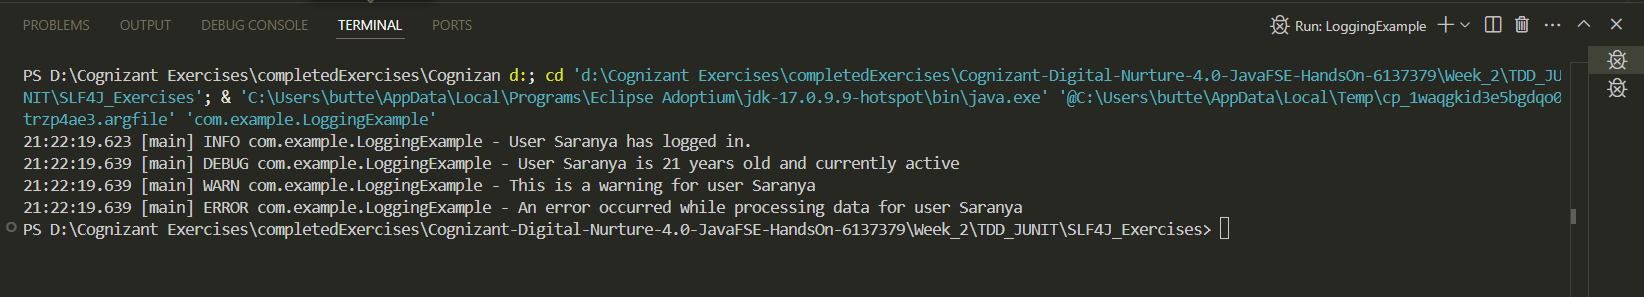 PROBLEMS OUTPUT DEBUG CONSOLE TERMINAL PORTS Run: LoggingExample
PS D:\Cognizant Exercises\completedExercises\Cognizan d:; cd 'd:\Cognizant Exercises\completedExercises\Cognizant-Digital-Nurture-4.0-JavaFSE-HandsOn-6137379\Week_2\TDD_JU
NIT\SLF4J_Exercises'; & 'C:\Users\butte\AppData\Local\Programs\Eclipse Adoptium\jdk-17.0.9.9-hotspot\bin\java.exe' '@C:\Users\butte\AppData\Local\Temp\cp_1waqgkid3e5bgdqo0
trzp4ae3.argfile' 'com.example.LoggingExample'
21:22:19.623 [main] INFO com.example.LoggingExample - User Saranya has logged in.
21:22:19.639 [main] DEBUG com.example.LoggingExample - User Saranya is 21 years old and currently active
21:22:19.639 [main] WARN com.example.LoggingExample - This is a warning for user Saranya
21:22:19.639 [main] ERROR com.example.LoggingExample - An error occurred while processing data for user Saranya
PS D:\Cognizant Exercises\completedExercises\Cognizant-Digital-Nurture-4.0-JavaFSE-HandsOn-6137379\Week_2\TDD_JUNIT\SLF4J_Exercises>